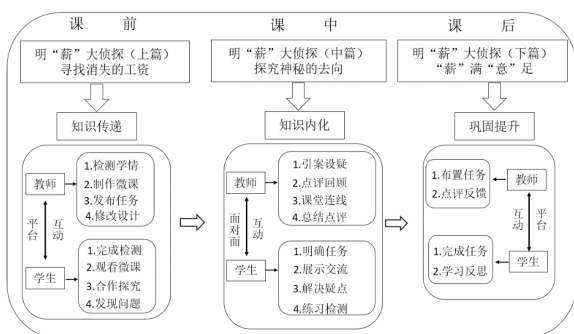 课 前
明“薪”大侦探（上篇）
寻找消失的工资
知识传递
教师
1.检测学情
2.制作微课
3.发布任务
4.修改设计
平台
互动
学生
1.完成检测
2.观看微课
3.合作探究
4.发现问题
课 中
明“薪”大侦探（中篇）
探究神秘的去向
知识内化
教师
1.引案设疑
2.点评回顾
3.课堂连线
4.总结点评
面对面
互动
学生
1.明确任务
2.展示交流
3.解决疑点
4.练习检测
课 后
明“薪”大侦探（下篇）
“薪”满“意”足
巩固提升
1.布置任务
2.点评反馈
教师
互动
平台
1.完成任务
2.学习反思
学生